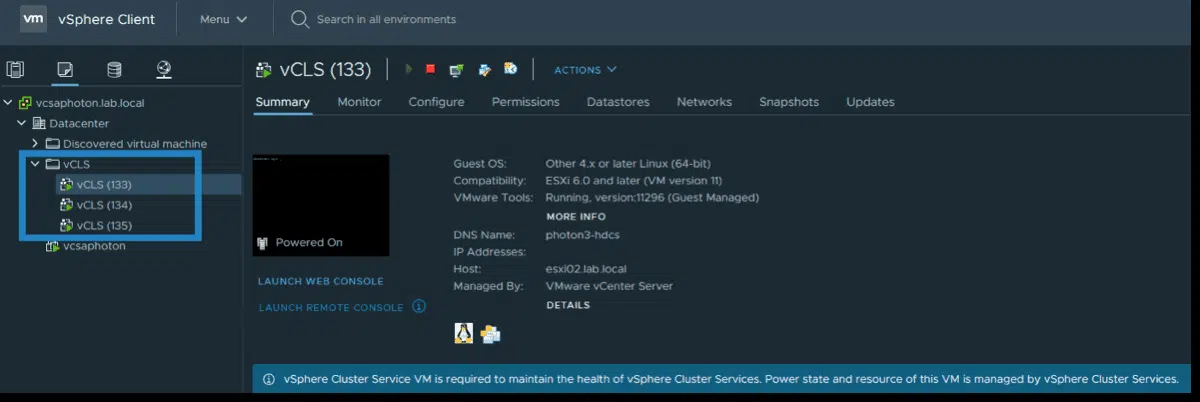 vm vSphere Client Menu Search in all environments
vCLS (133) ACTIONS
Summary Monitor Configure Permissions Datastores Networks Snapshots Updates
vcsaphoton.lab.local
Datacenter
Discovered virtual machine
vCLS
vCLS (133)
vCLS (134)
vCLS (135)
vcsaphoton
Powered On
LAUNCH WEB CONSOLE
LAUNCH REMOTE CONSOLE
Guest OS: Other 4.x or later Linux (64-bit)
Compatibility: ESXi 6.0 and later (VM version 11)
VMware Tools: Running, version:11296 (Guest Managed)
MORE INFO
DNS Name: photon3-hdcs
IP Addresses:
Host: esxi02.lab.local
Managed By: VMware vCenter Server
DETAILS
vSphere Cluster Service VM is required to maintain the health of vSphere Cluster Services. Power state and resource of this VM is managed by vSphere Cluster Services.